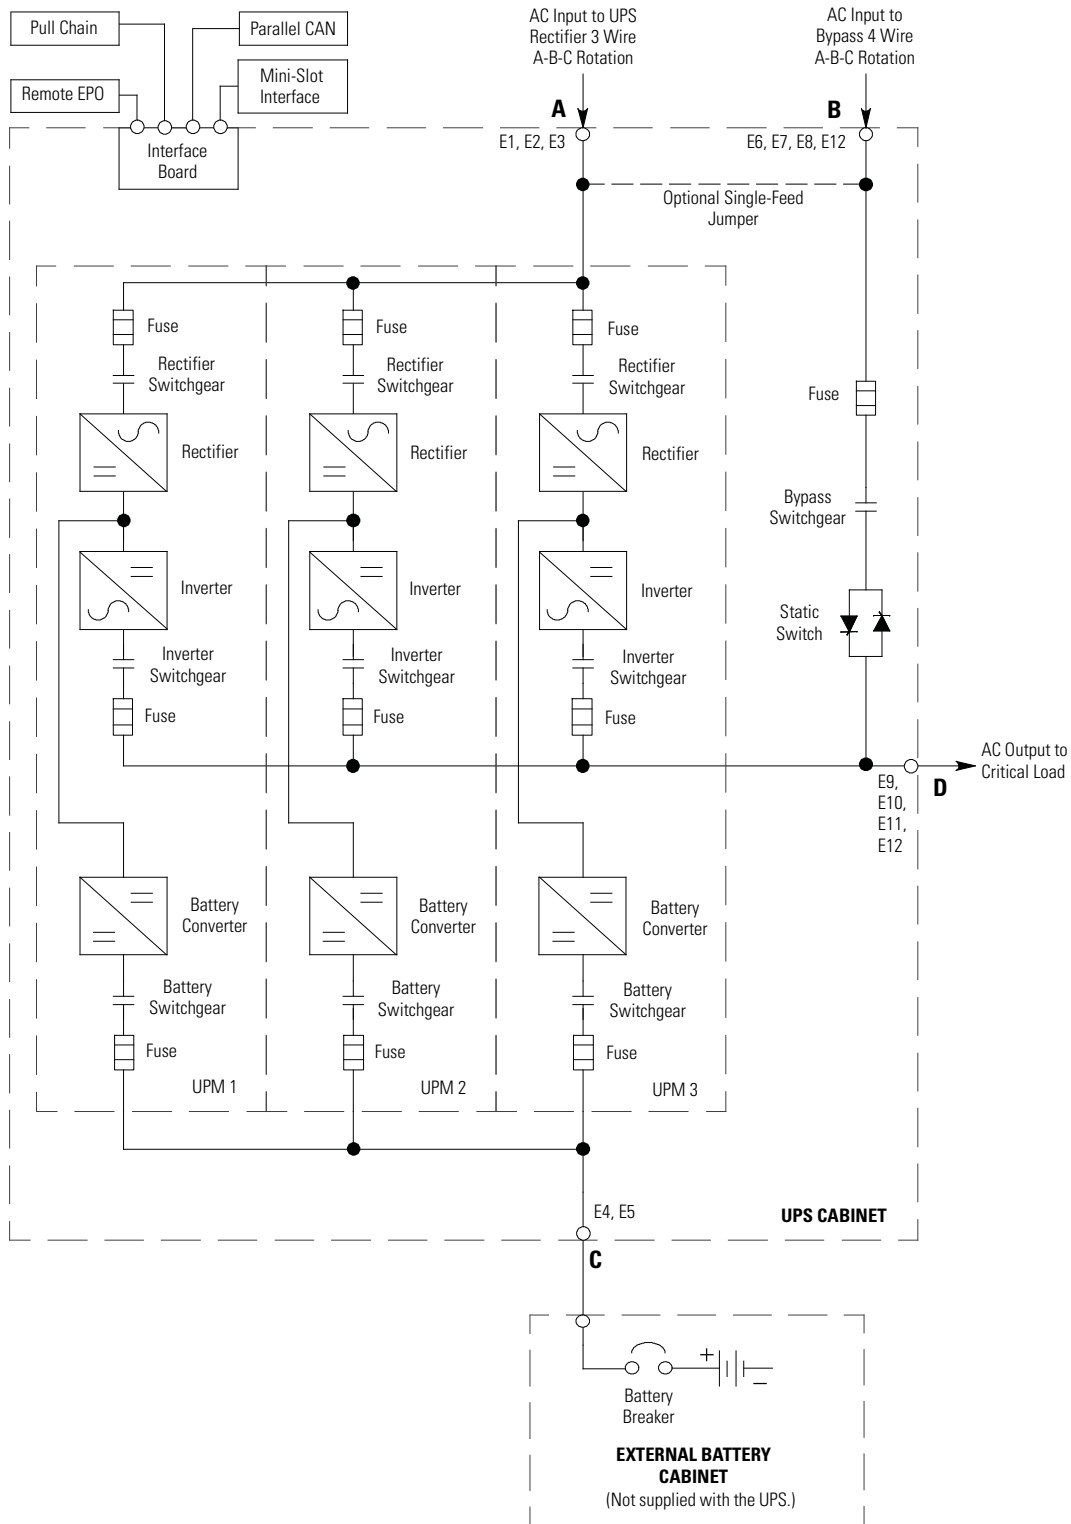 Pull Chain
Parallel CAN
Remote EPO
Mini-Slot
Interface
Interface
Board
AC Input to UPS
Rectifier 3 Wire
A-B-C Rotation
AC Input to
Bypass 4 Wire
A-B-C Rotation
A
B
E1, E2, E3
E6, E7, E8, E12
Optional Single-Feed
Jumper
Fuse
Fuse
Fuse
Rectifier
Switchgear
Rectifier
Switchgear
Rectifier
Switchgear
Fuse
Rectifier
Rectifier
Rectifier
Bypass
Switchgear
Inverter
Inverter
Inverter
Static
Switch
Inverter
Switchgear
Inverter
Switchgear
Inverter
Switchgear
Fuse
Fuse
Fuse
AC Output to
Critical Load
D
E9,
E10,
E11,
E12
Battery
Converter
Battery
Converter
Battery
Converter
Battery
Switchgear
Battery
Switchgear
Battery
Switchgear
Fuse
Fuse
Fuse
UPM 1
UPM 2
UPM 3
E4, E5
UPS CABINET
C
+
–
Battery
Breaker
EXTERNAL BATTERY
CABINET
(Not supplied with the UPS.)